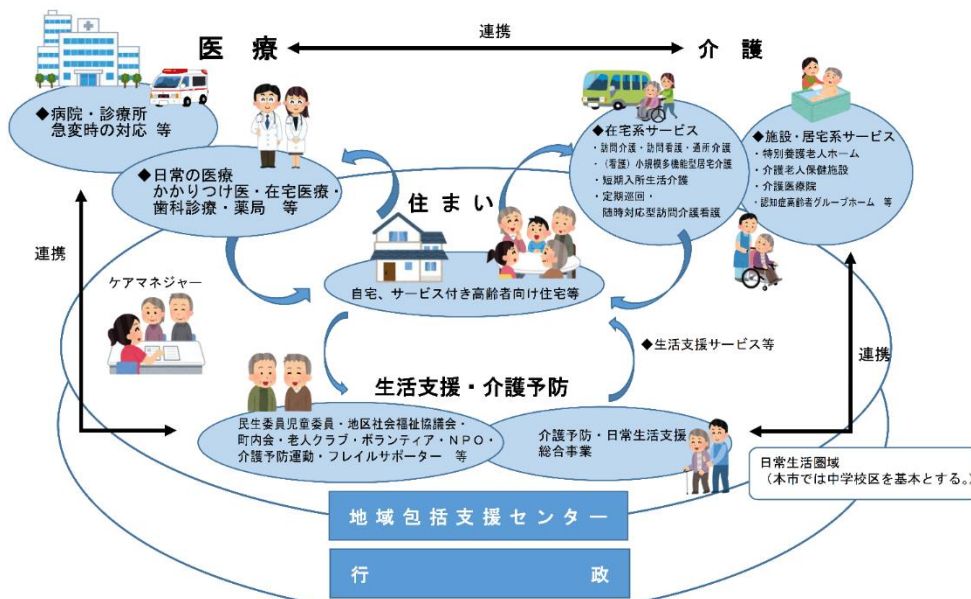 連携
医療
介護
◆病院・診療所
急変時の対応 等
◆日常の医療
かかりつけ医・在宅医療・
歯科診療・薬局 等
◆在宅系サービス
・訪問介護・訪問看護・通所介護
・（看護）小規模多機能型居宅介護
・短期入所生活介護
・定期巡回・
随時対応型訪問介護看護
◆施設・居宅系サービス
・特別養護老人ホーム
・介護老人保健施設
・介護医療院
・認知症高齢者グループホーム 等
住まい
自宅、サービス付き高齢者向け住宅等
連携
ケアマネジャー
◆生活支援サービス等
連携
生活支援・介護予防
民生委員児童委員・地区社会福祉協議会・
町内会・老人クラブ・ボランティア・ＮＰＯ・
介護予防運動・フレイルサポーター 等
介護予防・日常生活支援
総合事業
日常生活圏域
（本市では中学校区を基本とする。）
地域包括支援センター
行政